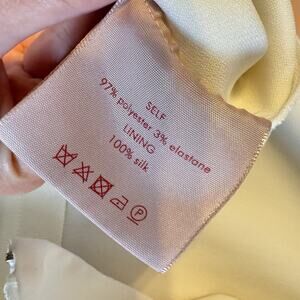 SELF
97% polyester 3% elastane
LINING
100% silk
P